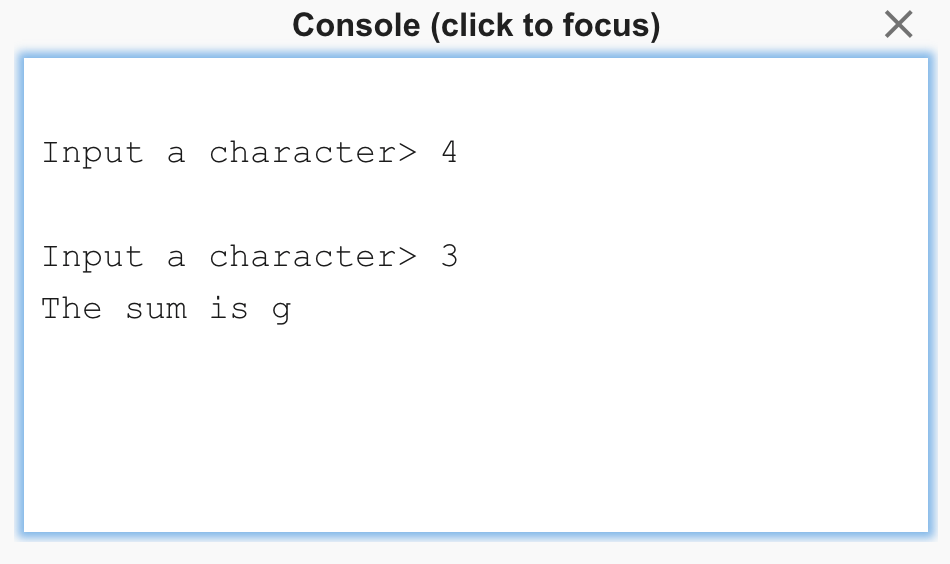 Console (click to focus)
Input a character> 4
Input a character> 3
The sum is g